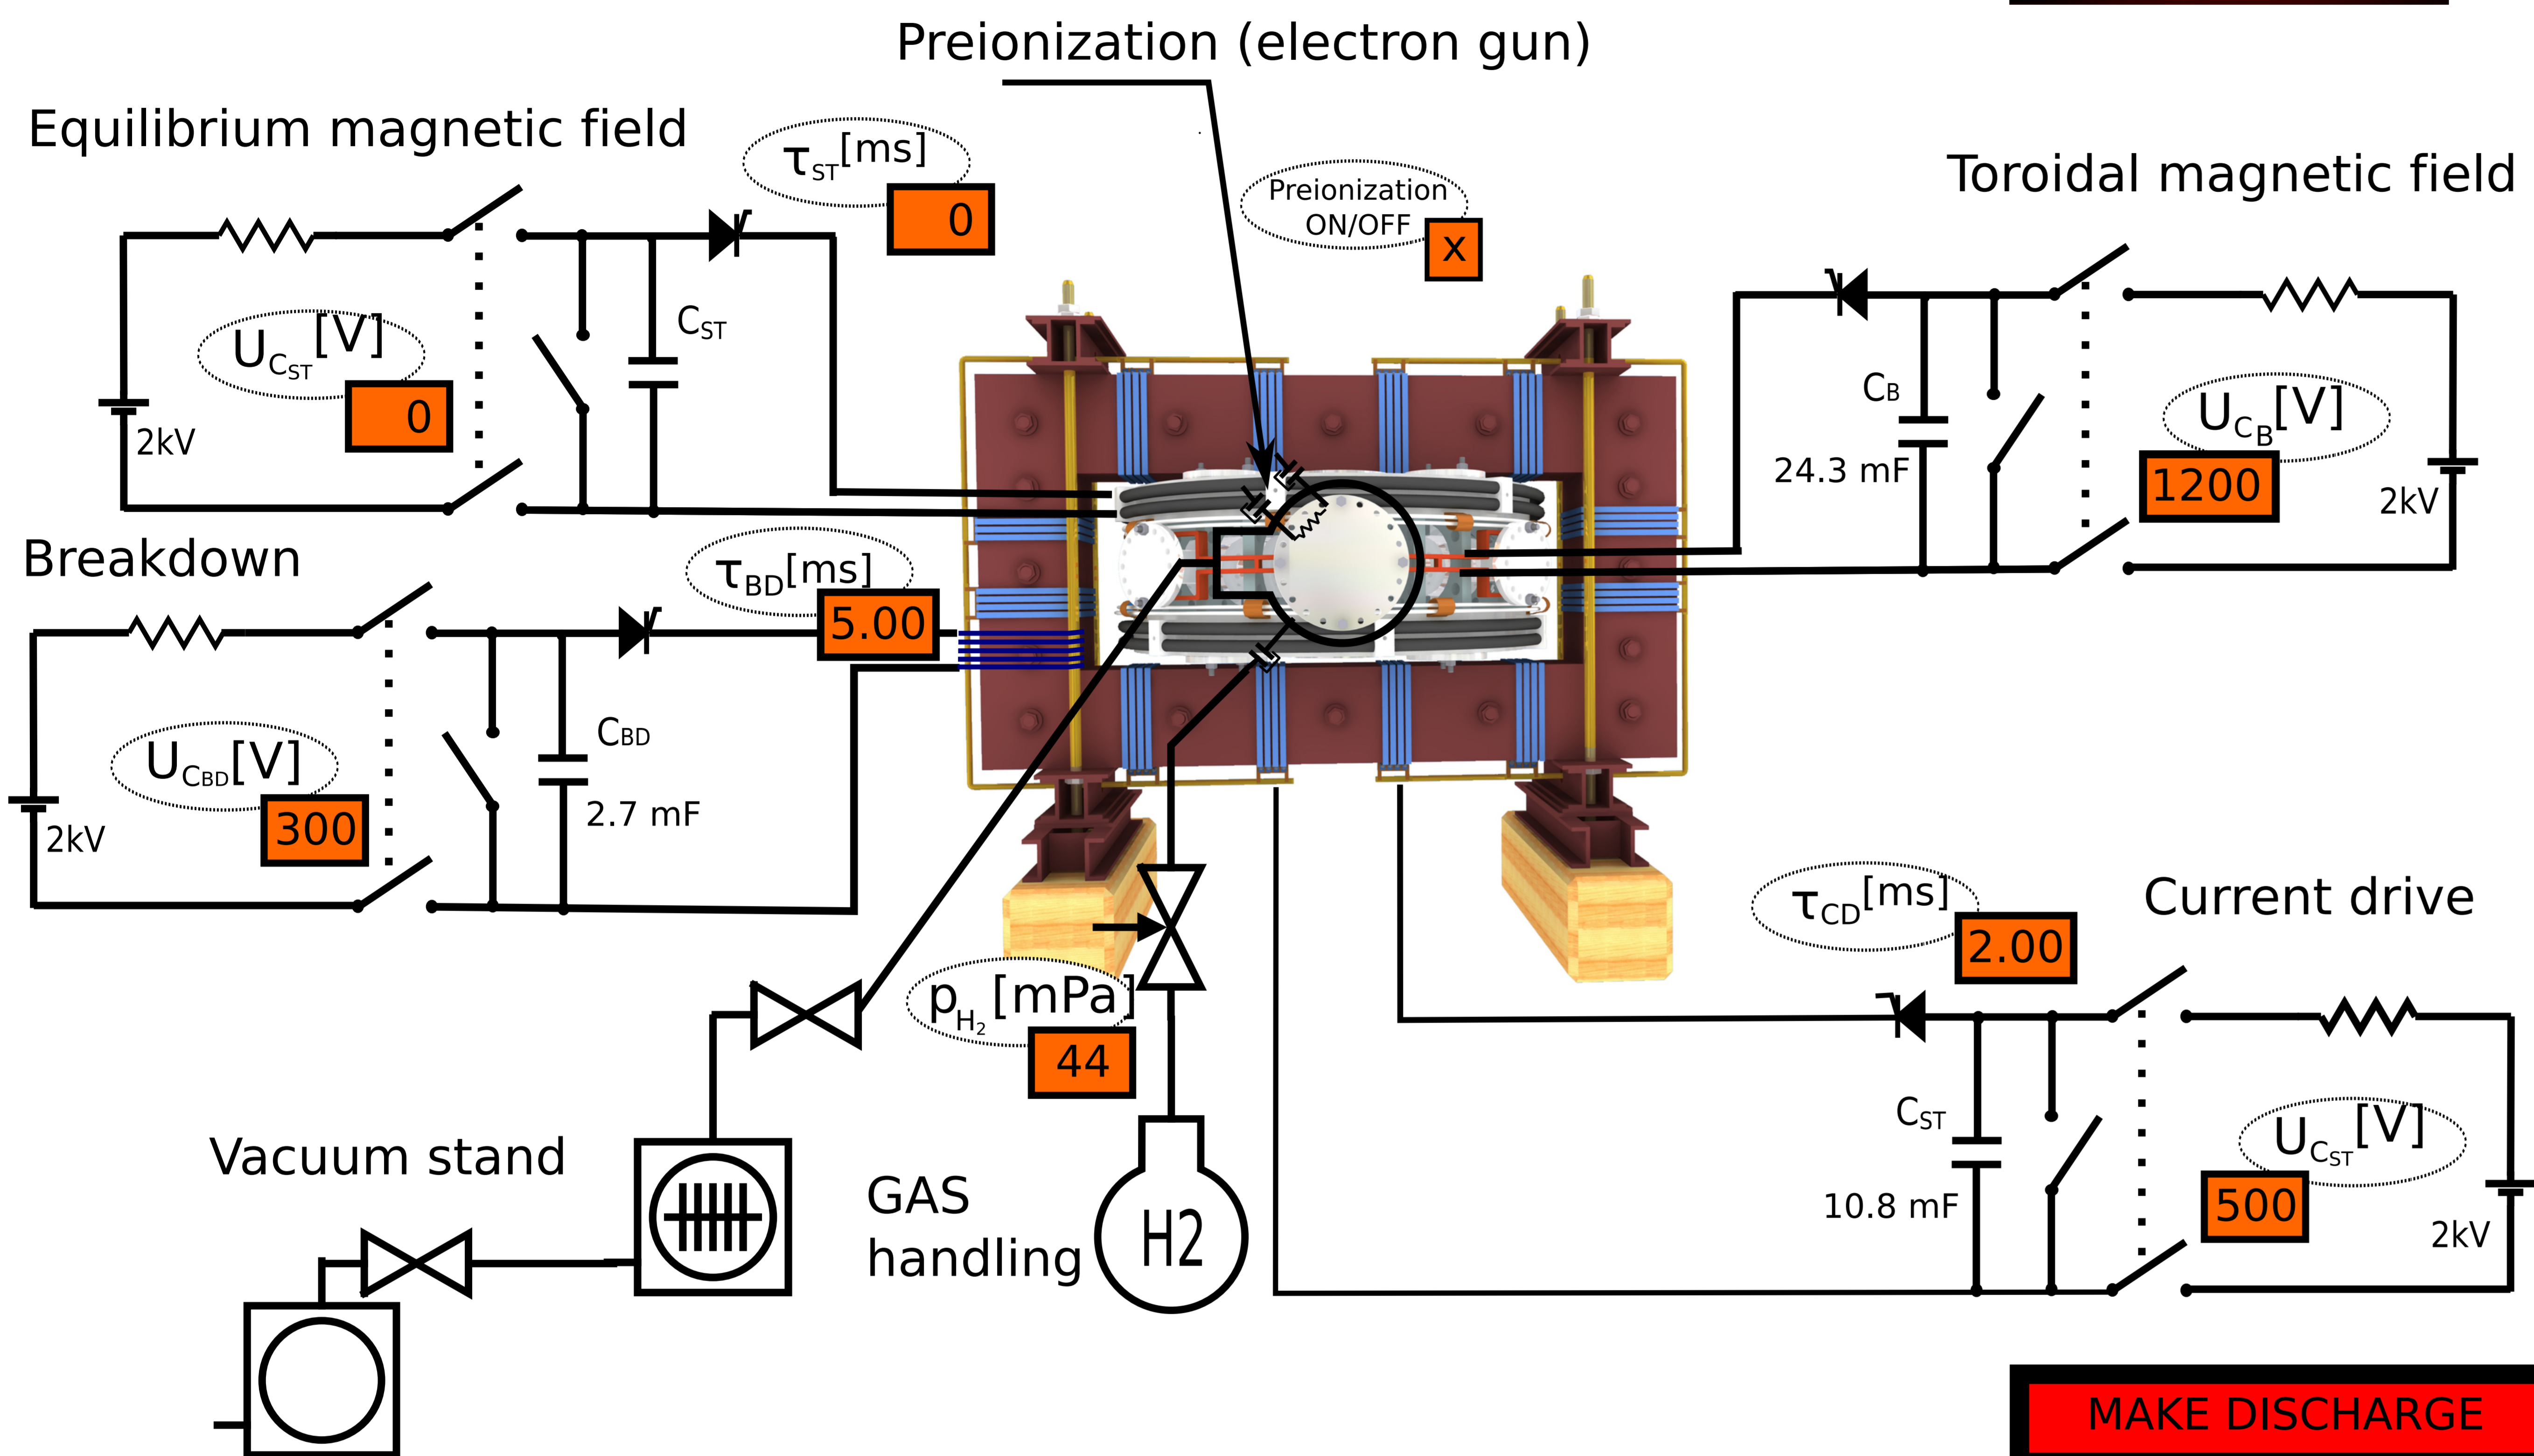 Preionization (electron gun)
Equilibrium magnetic field
τST[ms]
0
Preionization
ON/OFF
x
Toroidal magnetic field
UCST[V]
0
2kV
CST
CB
24.3 mF
UCB[V]
1200
2kV
Breakdown
τBD[ms]
5.00
UCBD[V]
300
2kV
CBD
2.7 mF
τCD[ms]
2.00
Current drive
pH2[mPa]
44
Vacuum stand
GAS
handling
H2
CST
10.8 mF
UCST[V]
500
2kV
MAKE DISCHARGE